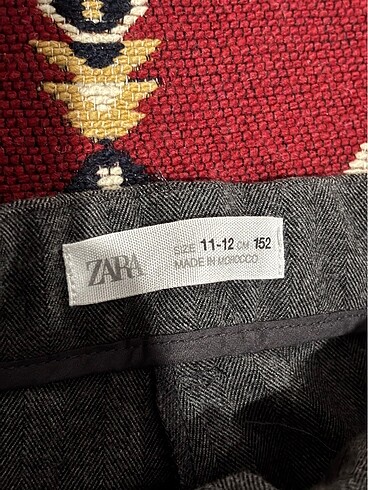 ZARA
SIZE 11-12 CM 152
MADE IN MOROCCO